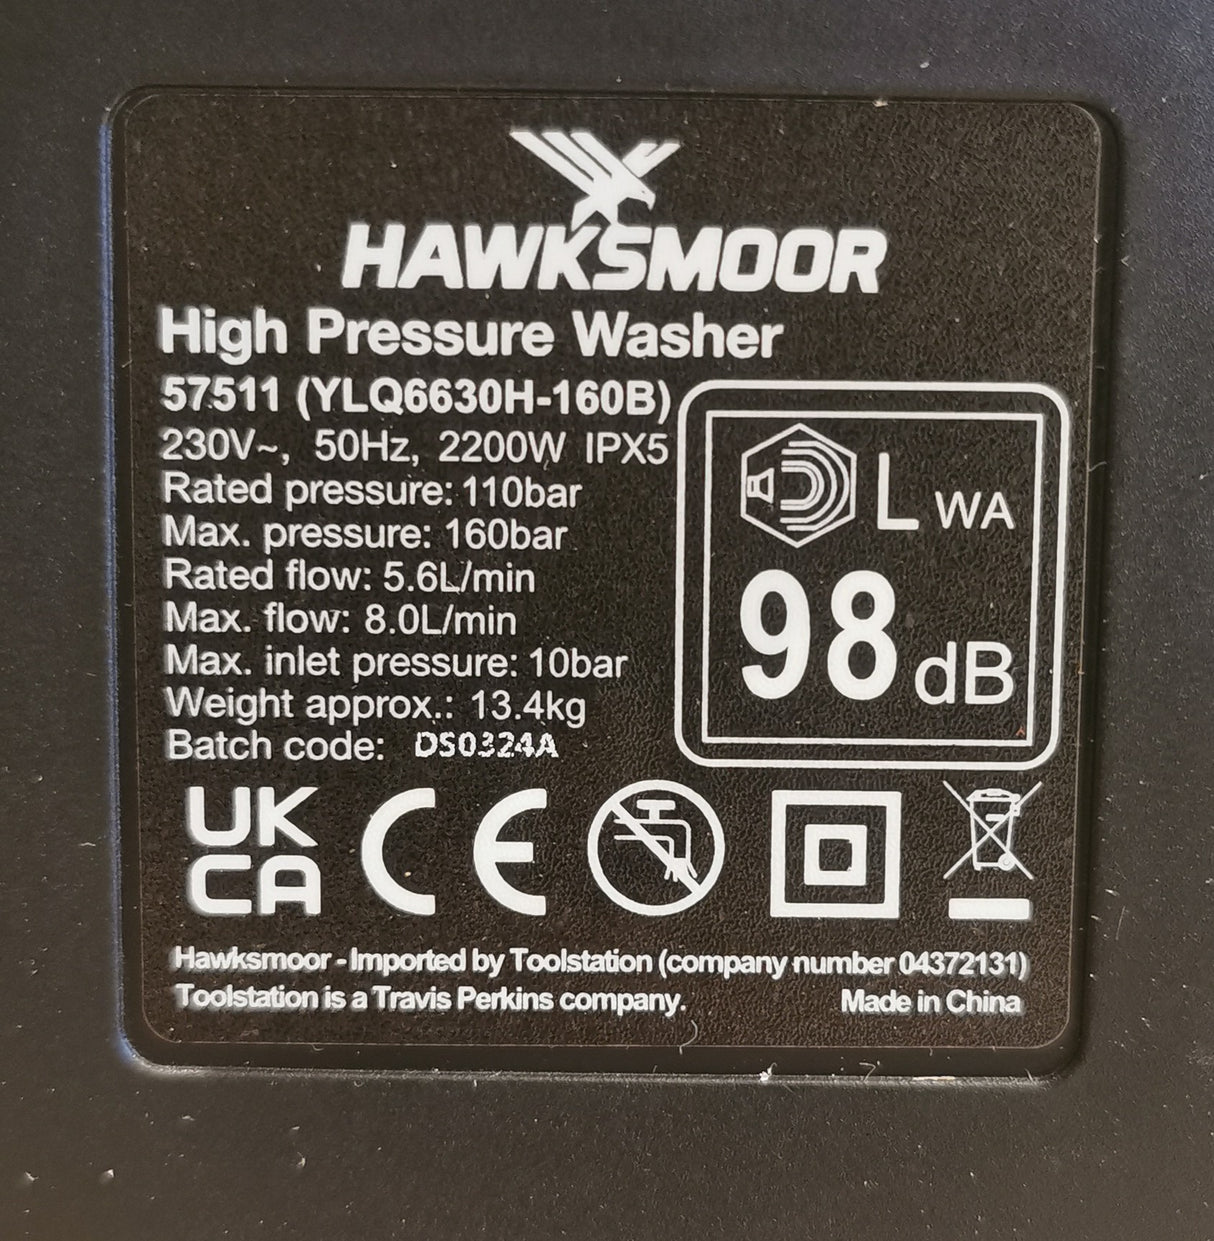 HAWKSMOOR
High Pressure Washer
57511 (YLQ6630H-160B)
230V~, 50Hz, 2200W IPX5
Rated pressure: 110bar
Max. pressure: 160bar
Rated flow: 5.6L/min
Max. flow: 8.0L/min
Max. inlet pressure: 10bar
Weight approx.: 13.4kg
Batch code: DS0324A
LWA
98 dB
UK
CA
CE
Hawksmoor - Imported by Toolstation (company number 04372131)
Toolstation is a Travis Perkins company. Made in China